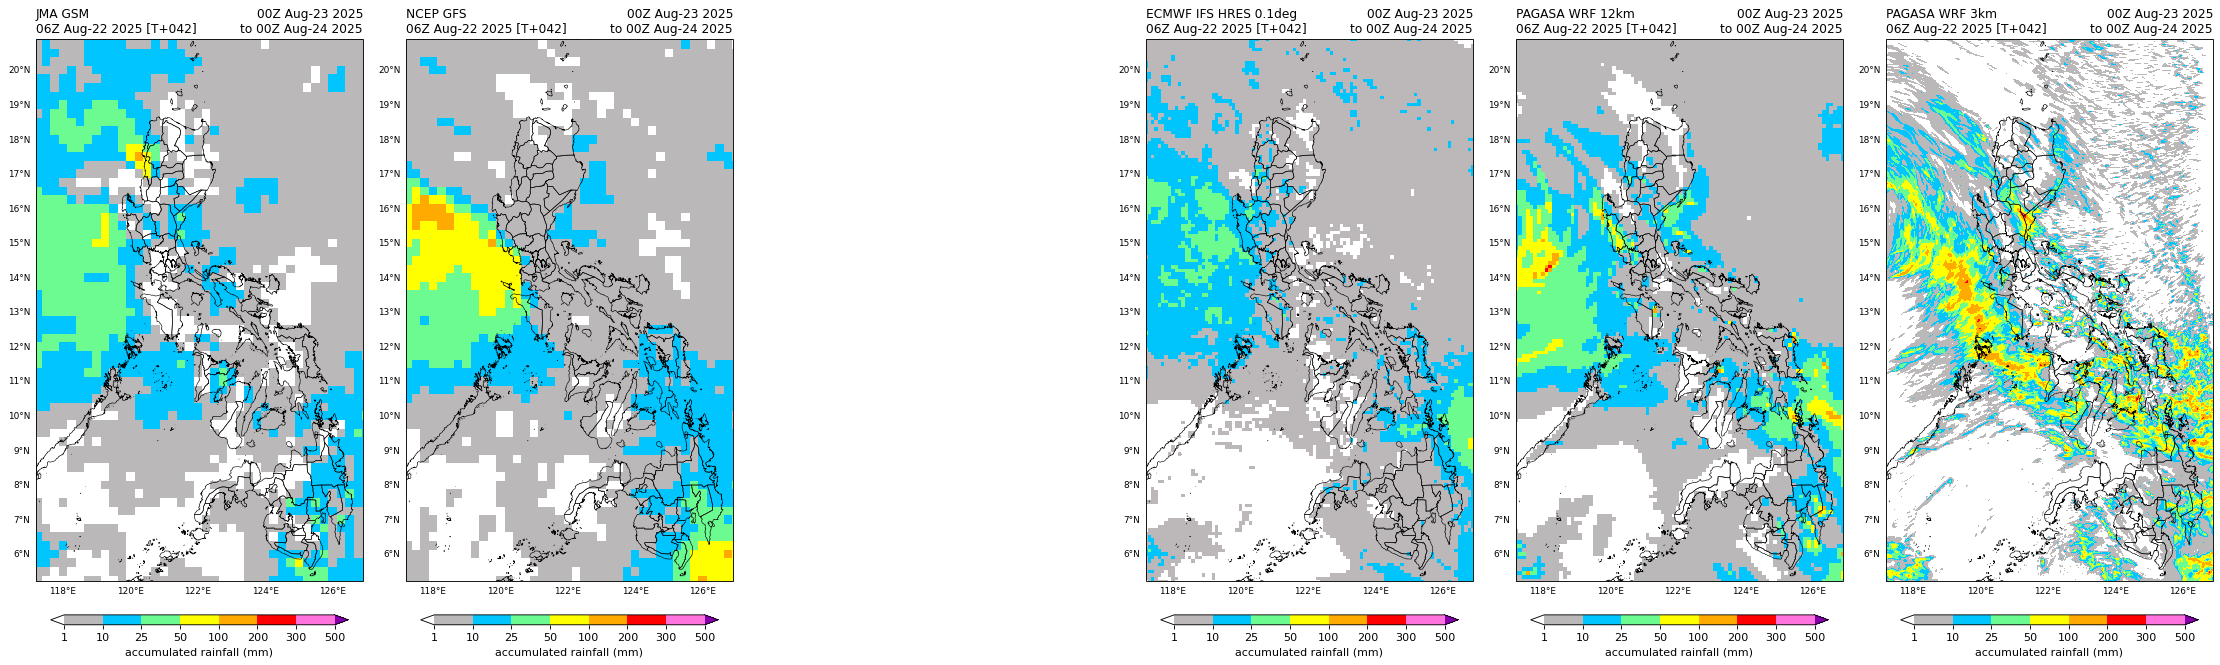 JMA GSM 00Z Aug-23 2025
06Z Aug-22 2025 [T+042] to 00Z Aug-24 2025
20°N
19°N
18°N
17°N
16°N
15°N
14°N
13°N
12°N
11°N
10°N
9°N
8°N
7°N
6°N
118°E 120°E 122°E 124°E 126°E
1 10 25 50 100 200 300 500
accumulated rainfall (mm)
NCEP GFS 00Z Aug-23 2025
06Z Aug-22 2025 [T+042] to 00Z Aug-24 2025
20°N
19°N
18°N
17°N
16°N
15°N
14°N
13°N
12°N
11°N
10°N
9°N
8°N
7°N
6°N
118°E 120°E 122°E 124°E 126°E
1 10 25 50 100 200 300 500
accumulated rainfall (mm)
ECMWF IFS HRES 0.1deg 00Z Aug-23 2025
06Z Aug-22 2025 [T+042] to 00Z Aug-24 2025
20°N
19°N
18°N
17°N
16°N
15°N
14°N
13°N
12°N
11°N
10°N
9°N
8°N
7°N
6°N
118°E 120°E 122°E 124°E 126°E
1 10 25 50 100 200 300 500
accumulated rainfall (mm)
PAGASA WRF 12km 00Z Aug-23 2025
06Z Aug-22 2025 [T+042] to 00Z Aug-24 2025
20°N
19°N
18°N
17°N
16°N
15°N
14°N
13°N
12°N
11°N
10°N
9°N
8°N
7°N
6°N
118°E 120°E 122°E 124°E 126°E
1 10 25 50 100 200 300 500
accumulated rainfall (mm)
PAGASA WRF 3km 00Z Aug-23 2025
06Z Aug-22 2025 [T+042] to 00Z Aug-24 2025
20°N
19°N
18°N
17°N
16°N
15°N
14°N
13°N
12°N
11°N
10°N
9°N
8°N
7°N
6°N
118°E 120°E 122°E 124°E 126°E
1 10 25 50 100 200 300 500
accumulated rainfall (mm)